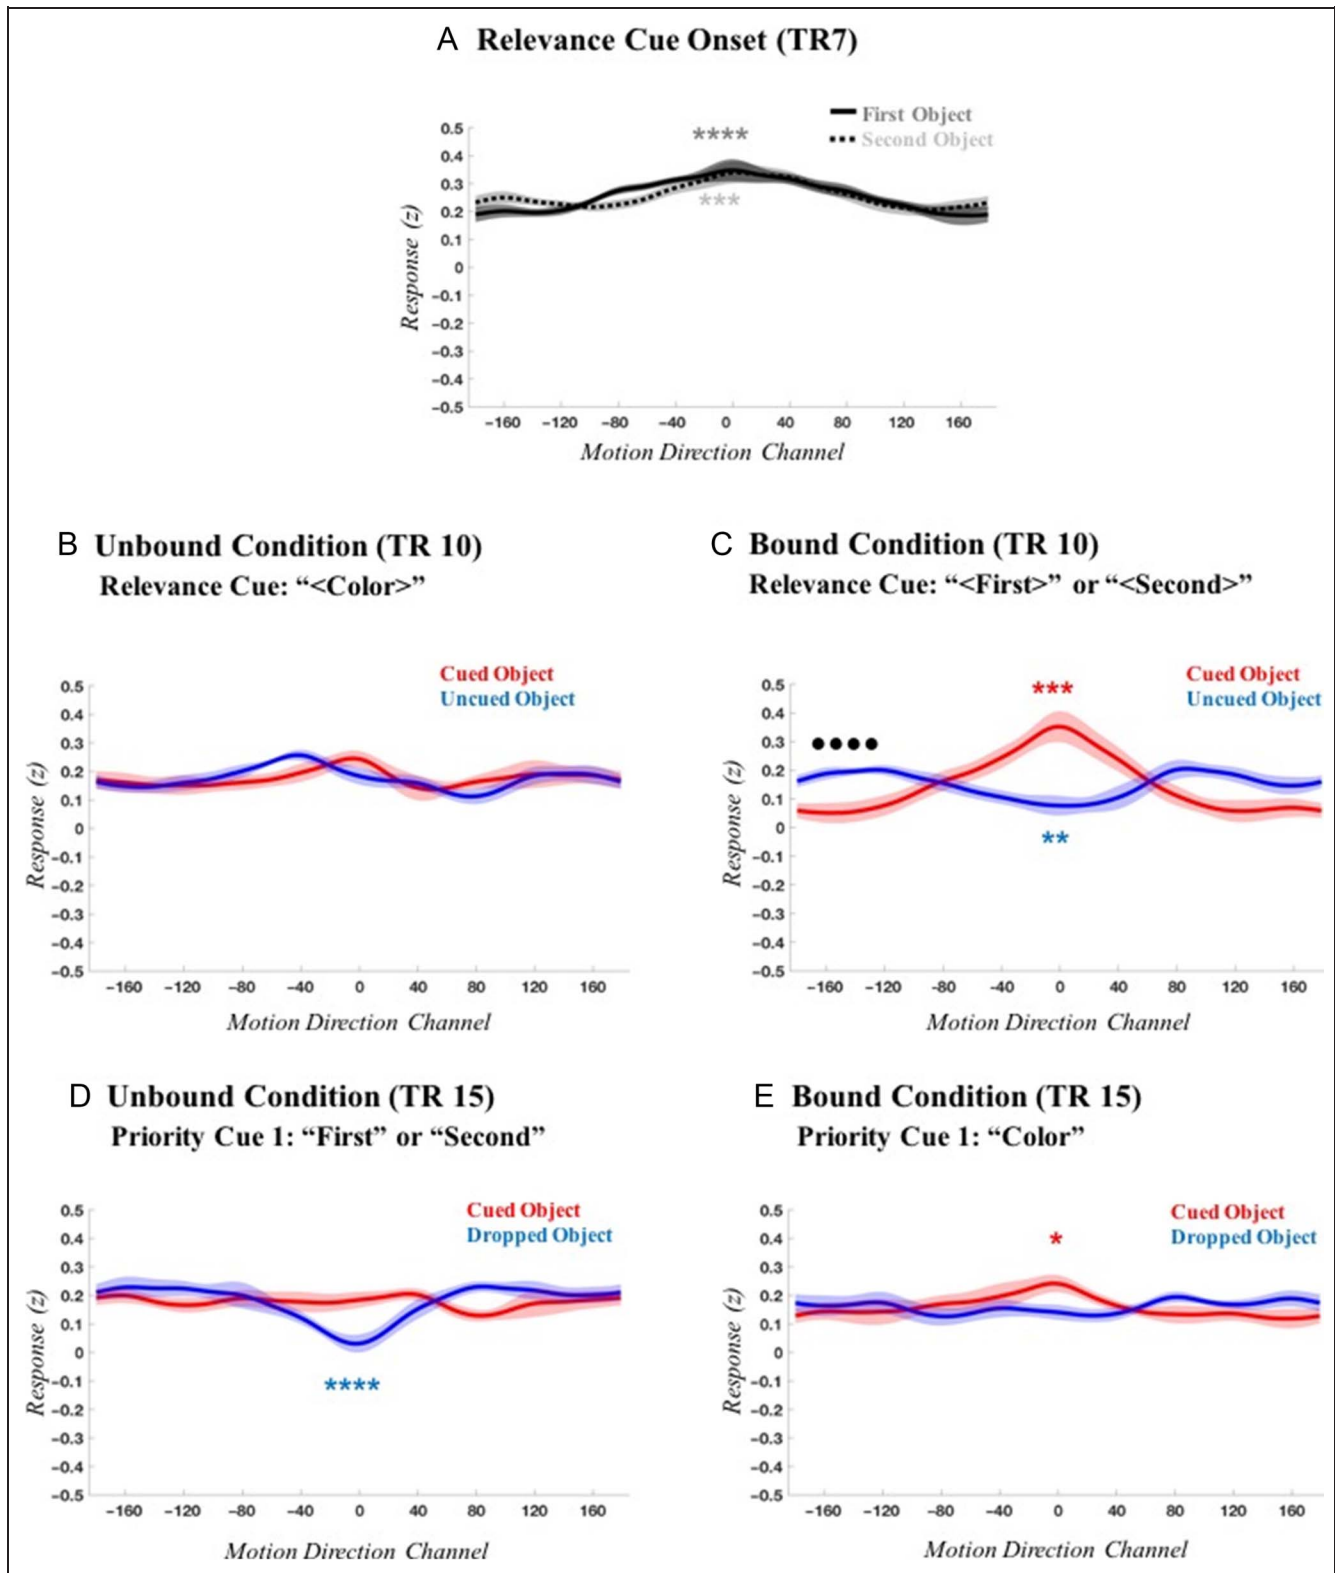 A Relevance Cue Onset (TR7)
First Object
Second Object
****
***
0.5
0.4
0.3
0.2
0.1
0
−0.1
−0.2
−0.3
−0.4
−0.5
Response (z)
−160 −120 −80 −40 0 40 80 120 160
Motion Direction Channel
B Unbound Condition (TR 10)
Relevance Cue: “<Color>”
Cued Object
Uncued Object
0.5
0.4
0.3
0.2
0.1
0
−0.1
−0.2
−0.3
−0.4
−0.5
Response (z)
−160 −120 −80 −40 0 40 80 120 160
Motion Direction Channel
C Bound Condition (TR 10)
Relevance Cue: “<First>” or “<Second>”
Cued Object
Uncued Object
***
●●●●
**
0.5
0.4
0.3
0.2
0.1
0
−0.1
−0.2
−0.3
−0.4
−0.5
Response (z)
−160 −120 -80 −40 0 40 80 120 160
Motion Direction Channel
D Unbound Condition (TR 15)
Priority Cue 1: “First” or “Second”
Cued Object
Dropped Object
****
0.5
0.4
0.3
0.2
0.1
0
−0.1
−0.2
−0.3
−0.4
−0.5
Response (z)
−160 −120 −80 −40 0 40 80 120 160
Motion Direction Channel
E Bound Condition (TR 15)
Priority Cue 1: “Color”
Cued Object
Dropped Object
*
0.5
0.4
0.3
0.2
0.1
0
−0.1
−0.2
−0.3
−0.4
−0.5
Response (z)
−160 −120 −80 −40 0 40 80 120 160
Motion Direction Channel